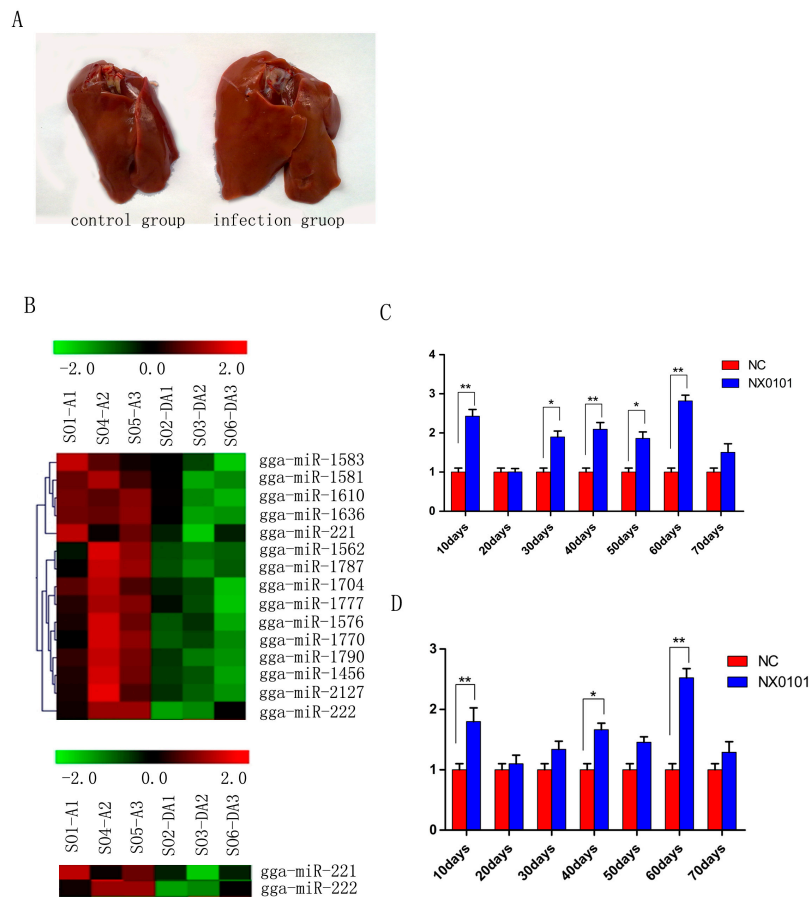 A
control group infection gruop
B
-2.0 0.0 2.0
S01-A1 S04-A2 S05-A3 S02-DA1 S03-DA2 S06-DA3
gga-miR-1583
gga-miR-1581
gga-miR-1610
gga-miR-1636
gga-miR-221
gga-miR-1562
gga-miR-1787
gga-miR-1704
gga-miR-1777
gga-miR-1576
gga-miR-1770
gga-miR-1790
gga-miR-1456
gga-miR-2127
gga-miR-222
-2.0 0.0 2.0
S01-A1 S04-A2 S05-A3 S02-DA1 S03-DA2 S06-DA3
gga-miR-221
gga-miR-222
C
4
3
2
1
0
** * ** * **
NC
NX0101
10days 20days 30days 40days 50days 60days 70days
D
3
2
1
0
** * **
NC
NX0101
10days 20days 30days 40days 50days 60days 70days